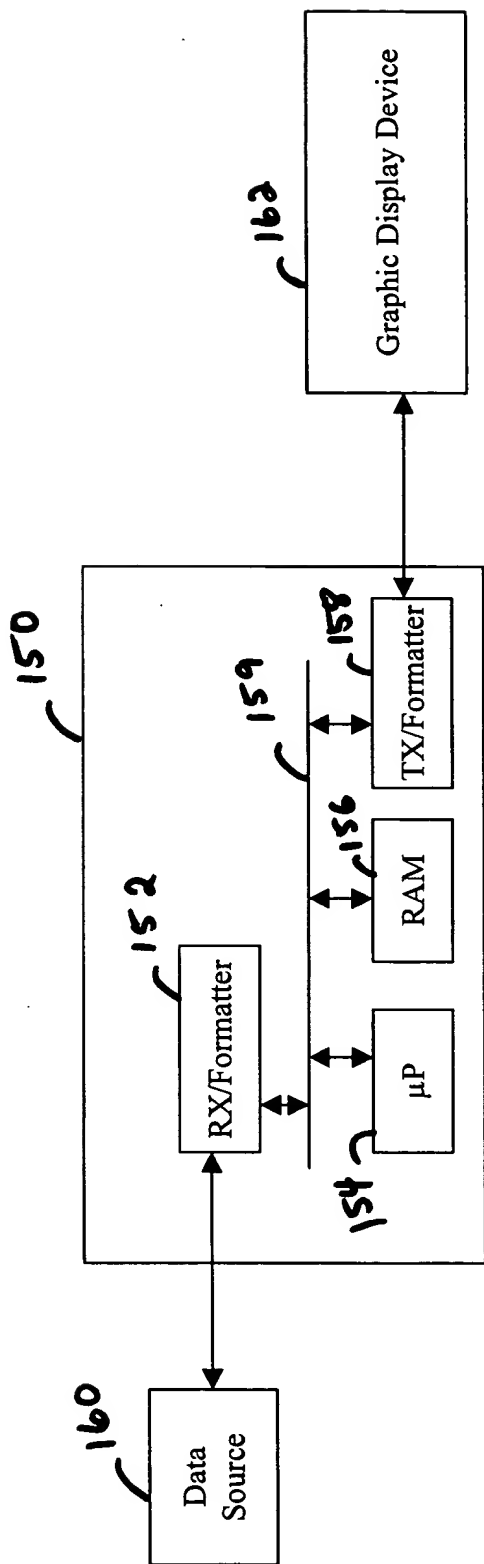 160
Data
Source
150
152
RX/Formatter
159
154
μP
156
RAM
158
TX/Formatter
162
Graphic Display Device